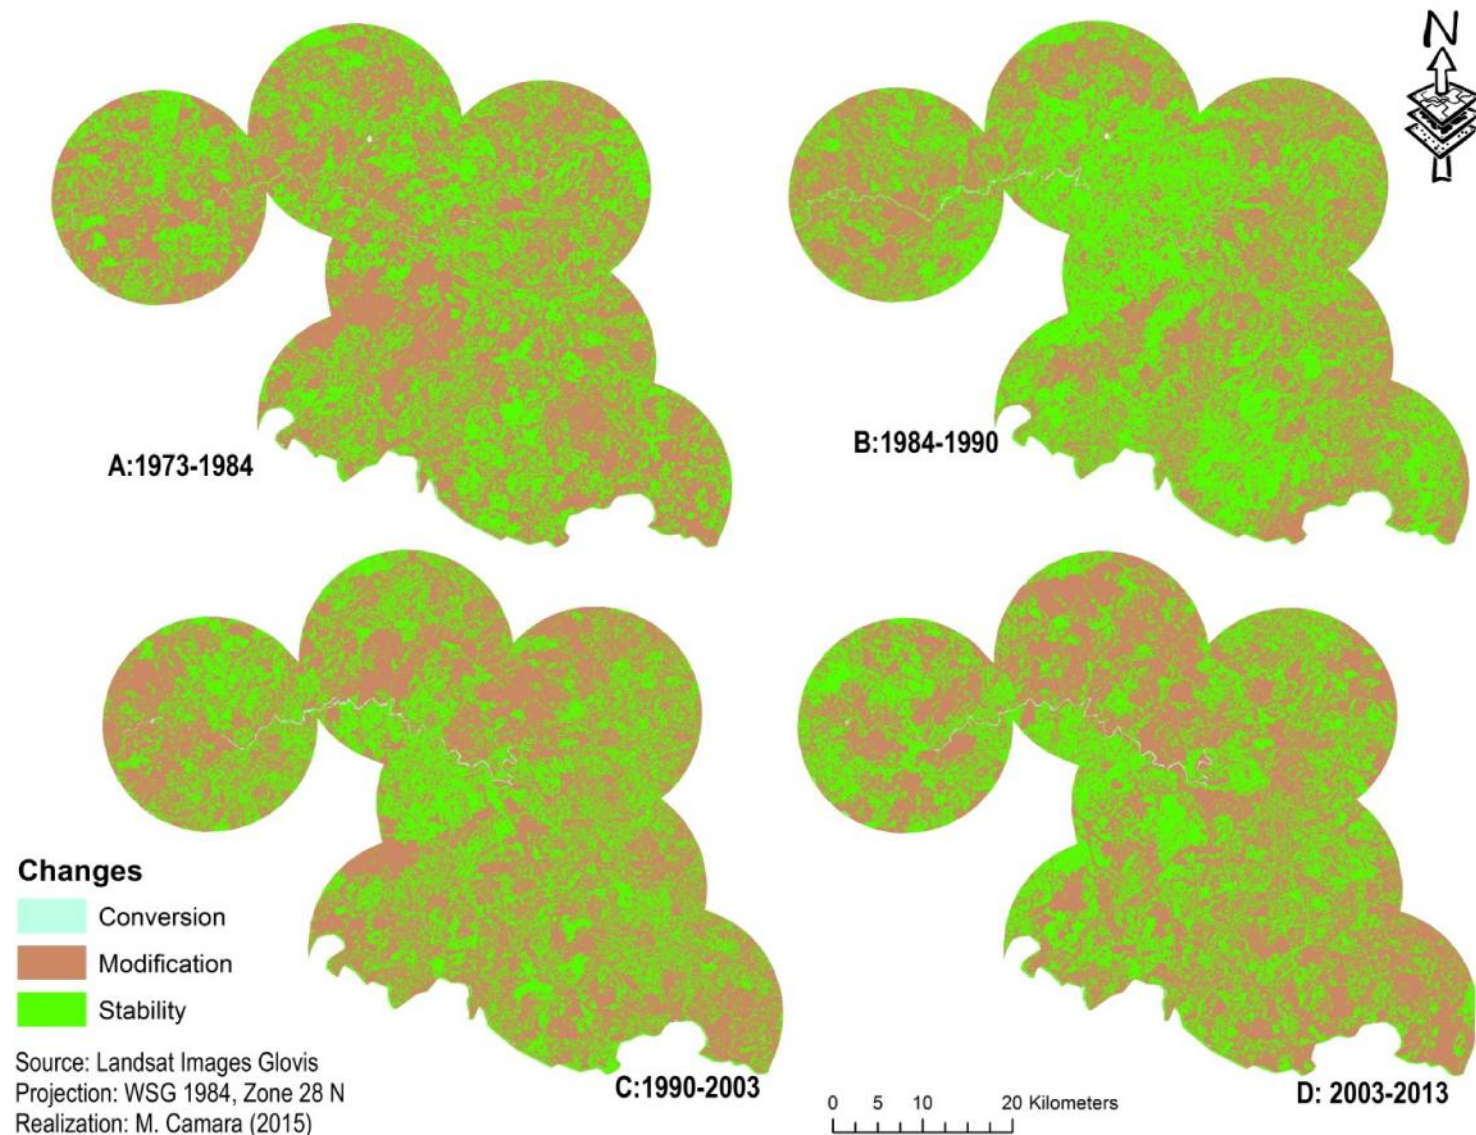 N
A:1973-1984
B:1984-1990
Changes
Conversion
Modification
Stability
Source: Landsat Images Glovis
Projection: WSG 1984, Zone 28 N
Realization: M. Camara (2015)
C:1990-2003
0 5 10 20 Kilometers
D: 2003-2013